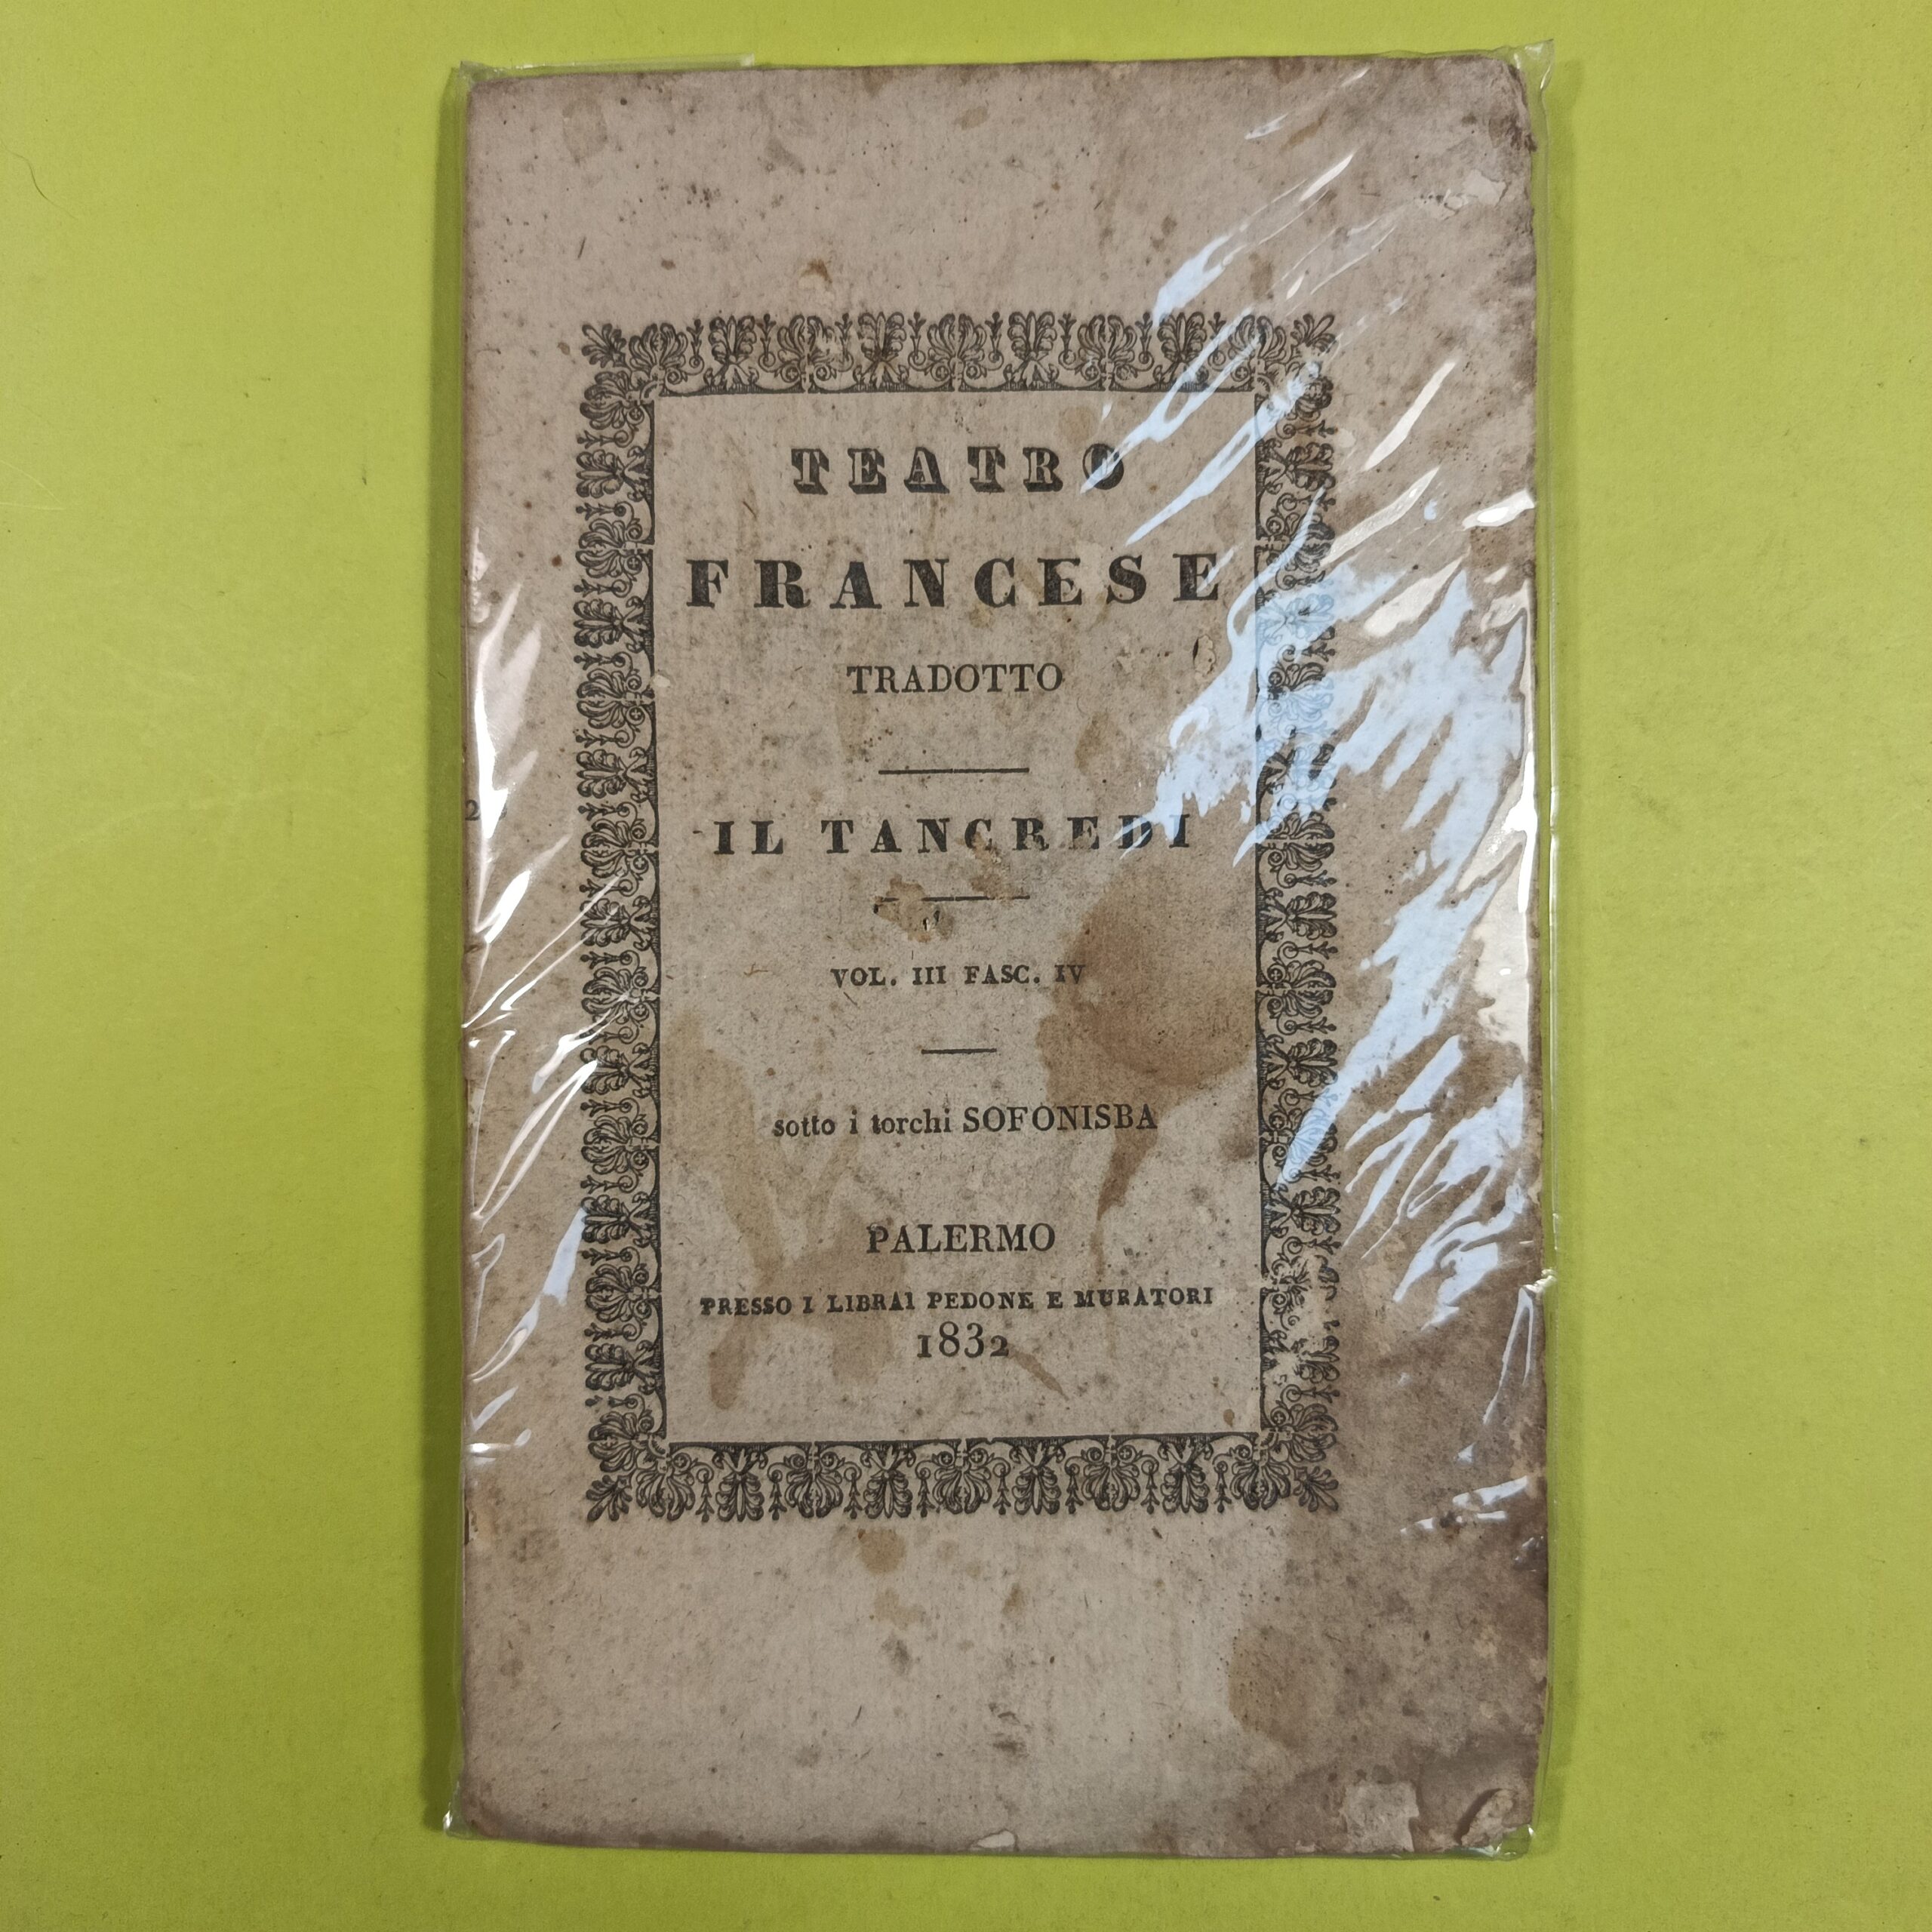 TEATRO
FRANCESE
TRADOTTO
IL TANCREDI
VOL. III FASC. IV
sotto i torchi SOFONISBA
PALERMO
PRESSO I LIBRAI PEDONE E MURATORI
1832